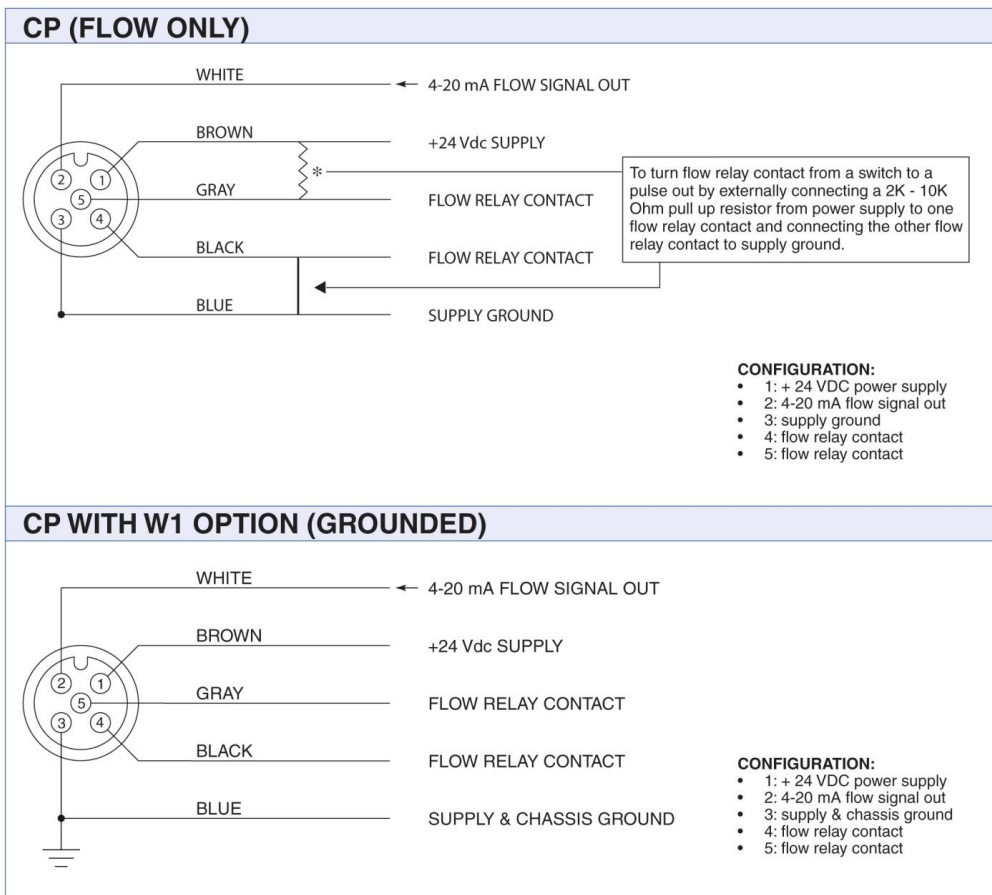 CP (FLOW ONLY)
WHITE
4-20 mA FLOW SIGNAL OUT
BROWN
+24 Vdc SUPPLY
*
GRAY
FLOW RELAY CONTACT
BLACK
FLOW RELAY CONTACT
BLUE
SUPPLY GROUND
2
1
5
3
4
To turn flow relay contact from a switch to a
pulse out by externally connecting a 2K - 10K
Ohm pull up resistor from power supply to one
flow relay contact and connecting the other flow
relay contact to supply ground.
CONFIGURATION:
• 1: + 24 VDC power supply
• 2: 4-20 mA flow signal out
• 3: supply ground
• 4: flow relay contact
• 5: flow relay contact
CP WITH W1 OPTION (GROUNDED)
WHITE
4-20 mA FLOW SIGNAL OUT
BROWN
+24 Vdc SUPPLY
GRAY
FLOW RELAY CONTACT
BLACK
FLOW RELAY CONTACT
BLUE
SUPPLY & CHASSIS GROUND
2
1
5
3
4
CONFIGURATION:
• 1: + 24 VDC power supply
• 2: 4-20 mA flow signal out
• 3: supply & chassis ground
• 4: flow relay contact
• 5: flow relay contact